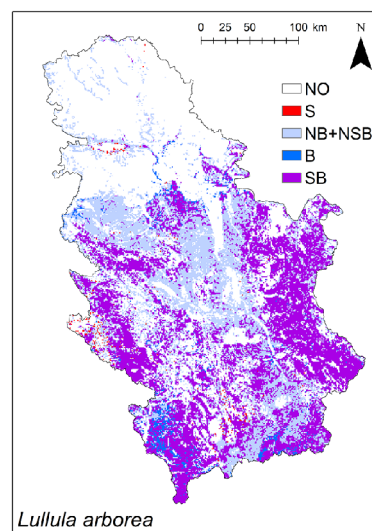 0 25 50 100 km
N
NO
S
NB+NSB
B
SB
Lullula arborea